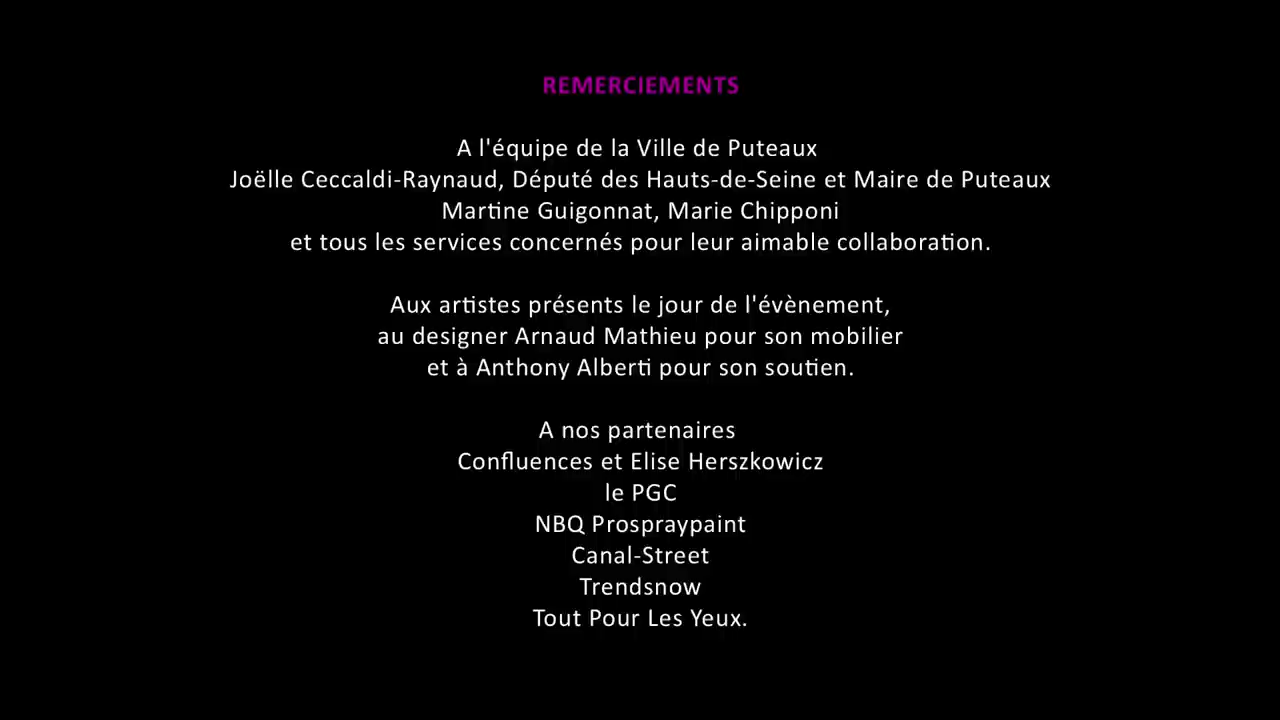 REMERCIEMENTS
A l'équipe de la Ville de Puteaux
Joëlle Ceccaldi-Raynaud, Député des Hauts-de-Seine et Maire de Puteaux
Martine Guigonnat, Marie Chipponi
et tous les services concernés pour leur aimable collaboration.
Aux artistes présents le jour de l'évènement,
au designer Arnaud Mathieu pour son mobilier
et à Anthony Alberti pour son soutien.
A nos partenaires
Confluences et Elise Herszkowicz
le PGC
NBQ Prospraypaint
Canal-Street
Trendsnow
Tout Pour Les Yeux.